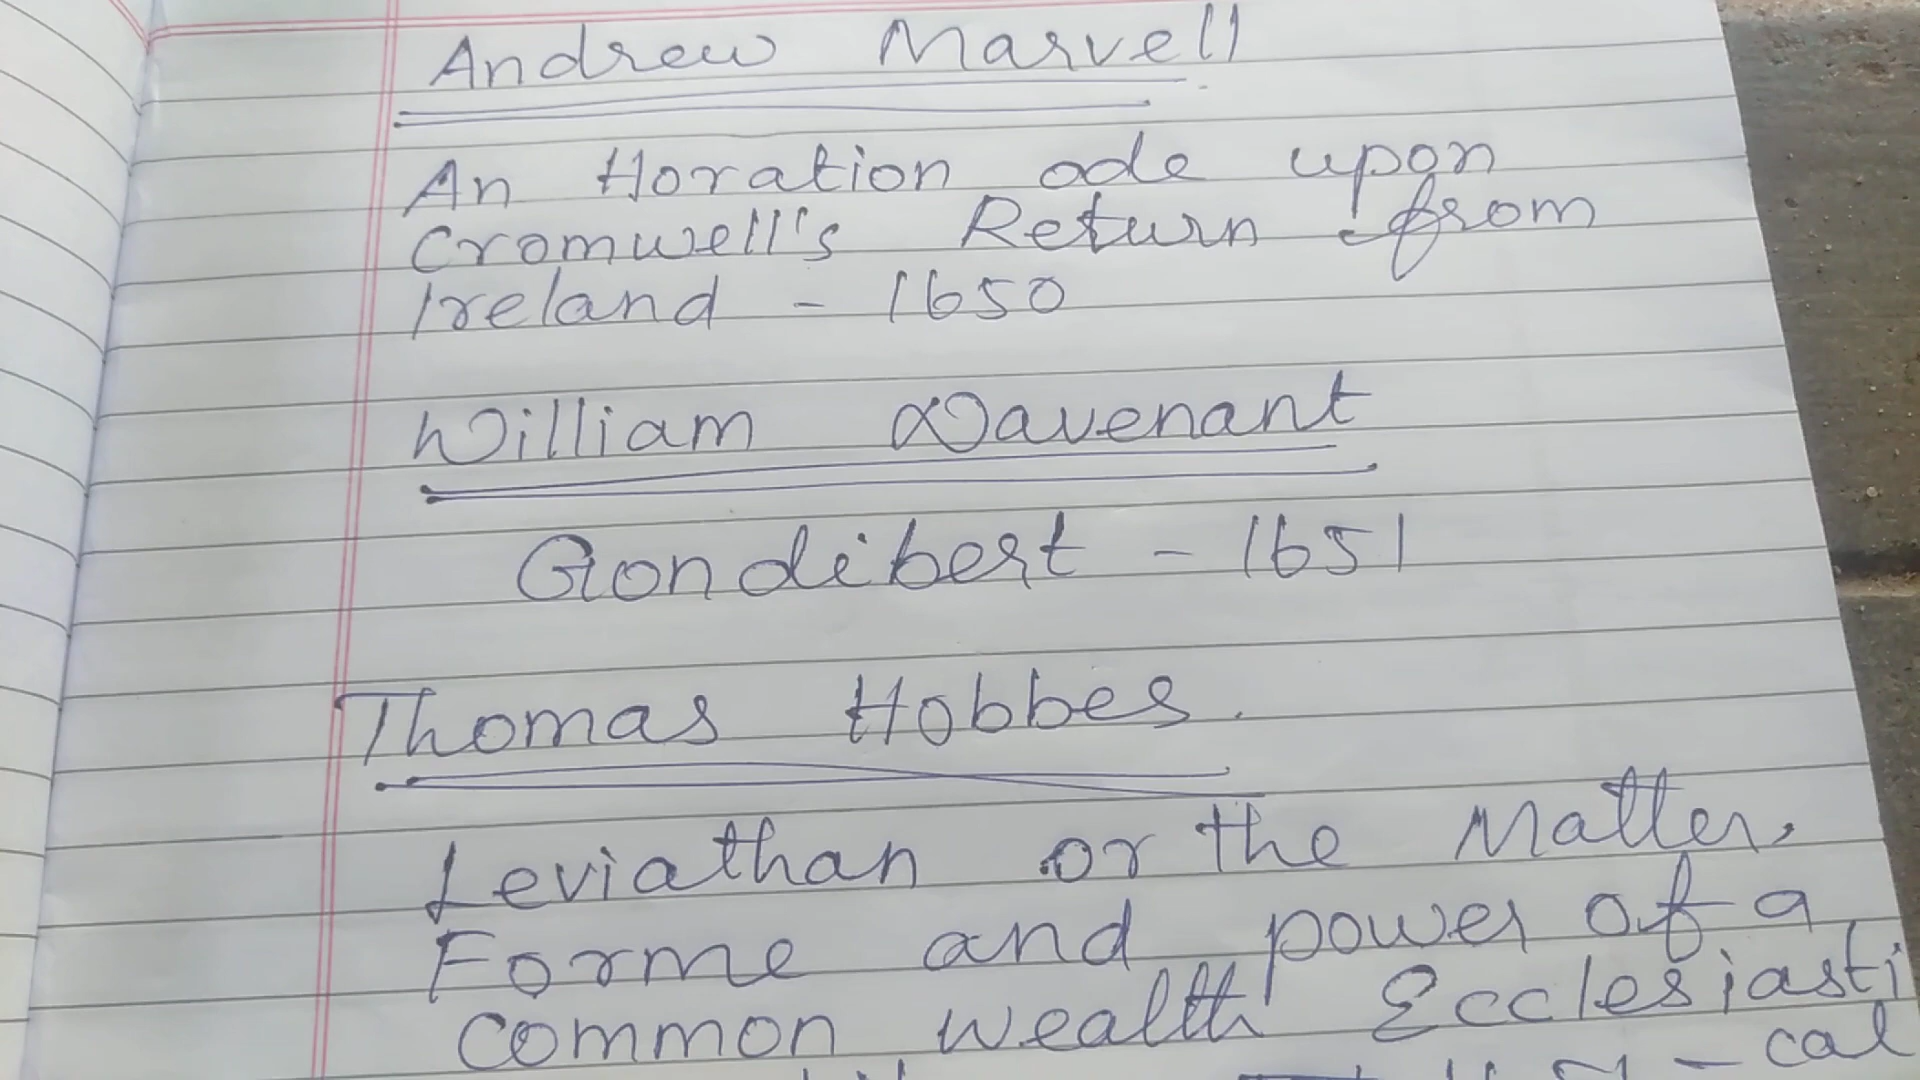 Andrew Marvell
An Horation ode upon
Cromwell's Return from
Ireland - 1650
William Davenant
Gondibert - 1651
Thomas Hobbes.
Leviathan or the Matter,
Forme and power of a
common wealth Ecclesiasti
- cal